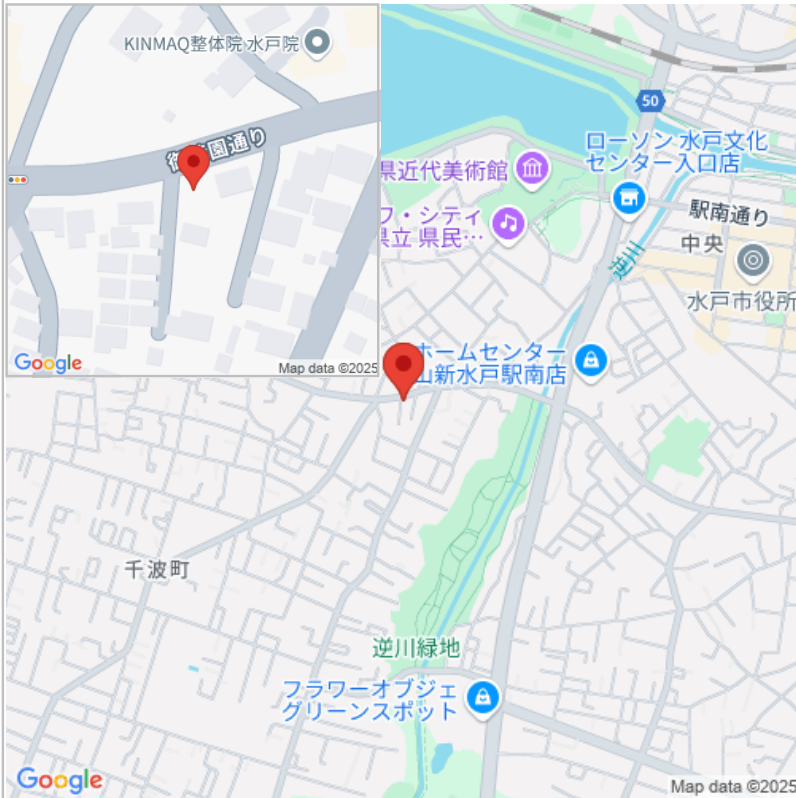 KINMAQ整体院 水戸院
園通り
Google
Map data ©2025
50
ローソン 水戸文化
センター入口店
県近代美術館
駅南通り
ワ・シティ
県立 県民…
中央
逆川
水戸市役所
ホームセンター
山新水戸駅南店
千波町
逆川緑地
フラワーオブジェ
グリーンスポット
Google
Map data ©2025